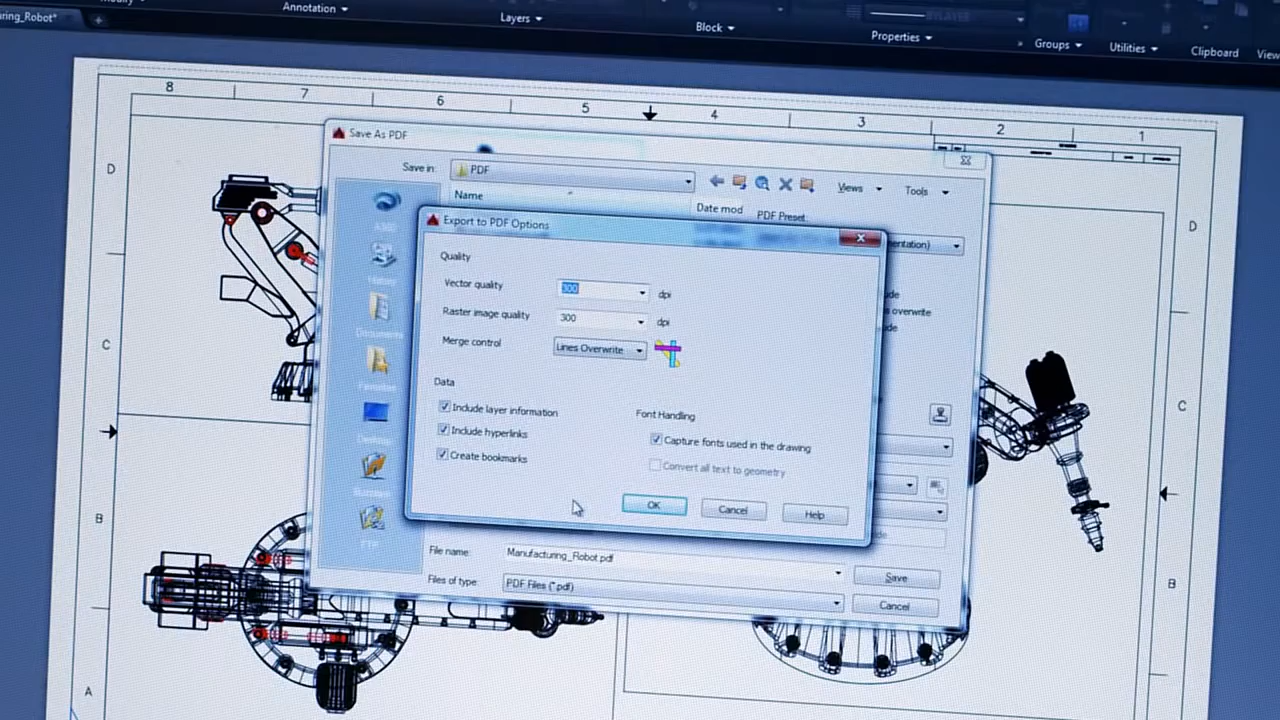 Annotation
Layers
Block
Properties
Groups
Utilities
Clipboard
8 7 6 5 4 3 2 1
Save As PDF
Save in: PDF
Views Tools
Name
Date mod
PDF Preset:
D
D
Export to PDF Options
Quality
Vector quality 300 dpi
Raster image quality 300 dpi
Merge control Lines Overwrite
Data
Font Handling
Include layer information
Include hyperlinks
Create bookmarks
Capture fonts used in the drawing
Convert all text to geometry
OK Cancel Help
overwrite
C
C
B
B
A
File name: Manufacturing_Robot.pdf
Save
Files of type: PDF Files (*.pdf)
Cancel